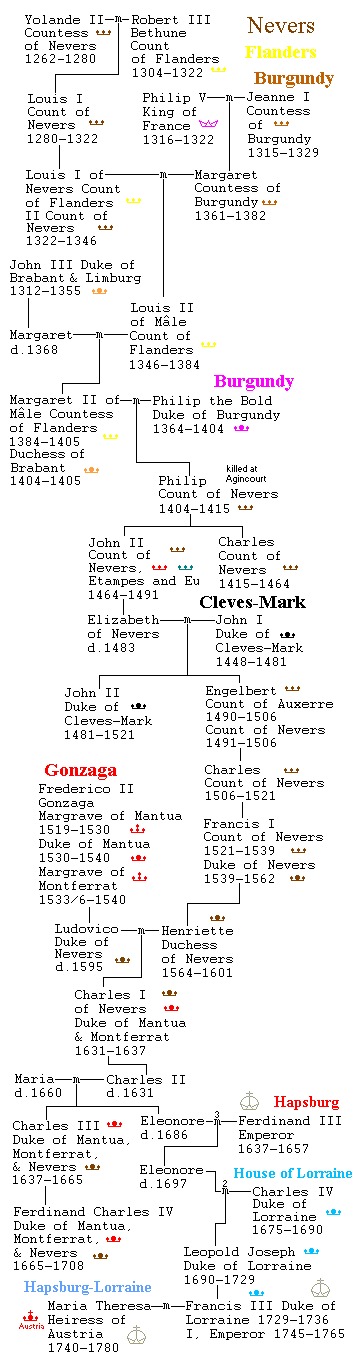 Nevers
Yolande II — m — Robert III
Countess of Nevers 1262–1280
Bethune Count of Flanders 1304–1322
Flanders
Burgundy
Louis I
Count of
Nevers
1280–1322
Philip V — m — Jeanne I
King of
France
1316–1322
Countess
of
Burgundy
1315–1329
Louis I of
Nevers Count
of Flanders
II Count of
Nevers
1322–1346
m
Margaret
Countess of
Burgundy
1361–1382
John III Duke of
Brabant & Limburg
1312–1355
Margaret
d.1368
m
Louis II
of Mâle
Count of
Flanders
1346–1384
Burgundy
Margaret II of
Mâle Countess
of Flanders
1384–1405
Duchess of
Brabant
1404–1405
m
Philip the Bold
Duke of Burgundy
1364–1404
Philip
Count of Nevers
1404–1415
killed at
Agincourt
John II
Count of
Nevers,
Etampes and Eu
1464–1491
Charles
Count of
Nevers
1415–1464
Cleves-Mark
Elizabeth
of Nevers
d.1483
m
John I
Duke of
Cleves–Mark
1448–1481
John II
Duke of
Cleves–Mark
1481–1521
Engelbert
Count of Auxerre
1490–1506
Count of Nevers
1491–1506
Charles
Count of Nevers
1506–1521
Gonzaga
Frederico II
Gonzaga
Margrave of Mantua
1519–1530
Duke of Mantua
1530–1540
Margrave of
Montferrat
1533/6–1540
Francis I
Count of Nevers
1521–1539
Duke of Nevers
1539–1562
Ludovico
Duke of
Nevers
d.1595
m
Henriette
Duchess
of Nevers
1564–1601
Charles I
of Nevers
Duke of Mantua
& Montferrat
1631–1637
Maria
d.1660
m
Charles II
d.1631
Hapsburg
Charles III
Duke of Mantua,
Montferrat,
& Nevers
1637–1665
Eleonore
d.1686
3
m
Ferdinand III
Emperor
1637–1657
Eleonore
d.1697
House of Lorraine
2
m
Charles IV
Duke of
Lorraine
1675–1690
Ferdinand Charles IV
Duke of Mantua,
Montferrat,
& Nevers
1665–1708
Leopold Joseph
Duke of Lorraine
1690–1729
Hapsburg-Lorraine
Austria
Maria Theresa
Heiress of
Austria
1740–1780
m
Francis III Duke of
Lorraine 1729–1736
I, Emperor 1745–1765